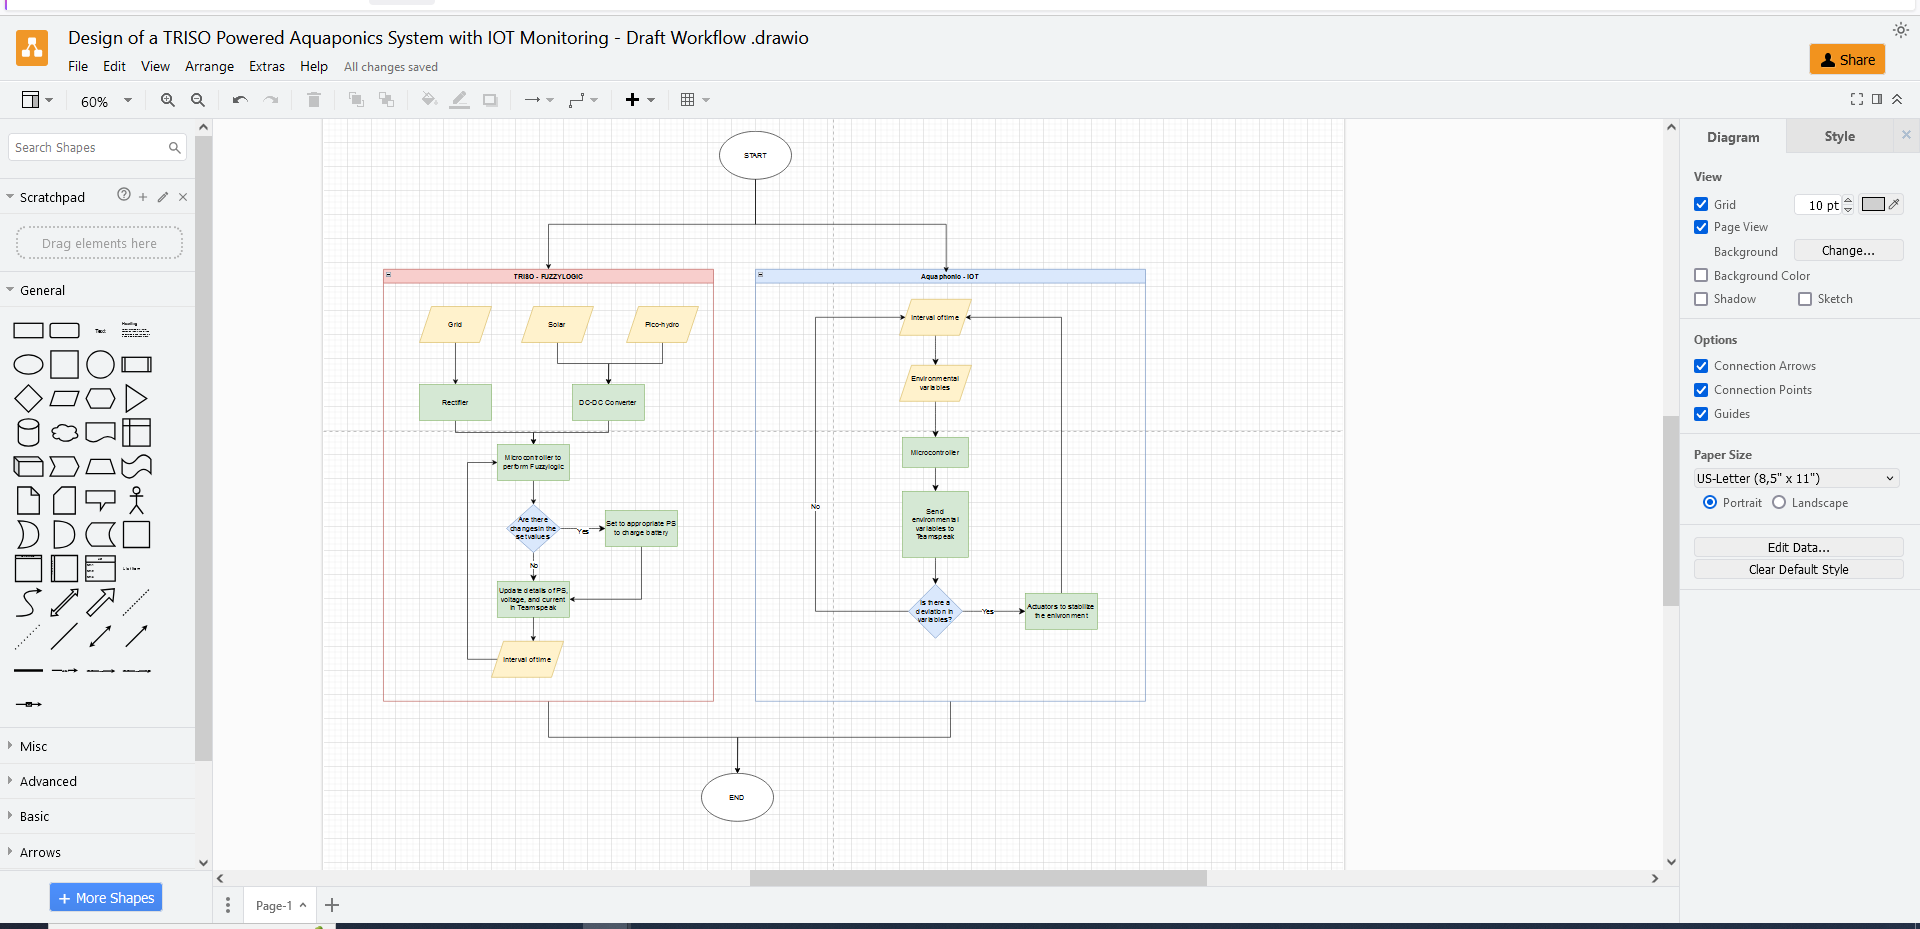 Design of a TRISO Powered Aquaponics System with IOT Monitoring - Draft Workflow .drawio
File Edit View Arrange Extras Help All changes saved
Share
60%
Search Shapes
Scratchpad
Drag elements here
General
Text
Heading
List Item
Misc
Advanced
Basic
Arrows
+ More Shapes
START
TRISO - FUZZYLOGIC
Grid
Solar
Pico-hydro
Rectifier
DC-DC Converter
Microcontroller to
perform Fuzzylogic
Are there
changes in the
set values
Yes
Set to appropriate PS
to charge battery
No
Update details of PS,
voltage, and current
in Teamspeak
Interval of time
Aquaphonic - IOT
Interval of time
Environmental
variables
Microcontroller
Send
environmental
variables to
Teamspeak
No
Is there a
deviation in
variables?
Yes
Actuators to stabilize
the enivronment
END
Page-1
Diagram
Style
View
Grid
10 pt
Page View
Background
Change...
Background Color
Shadow
Sketch
Options
Connection Arrows
Connection Points
Guides
Paper Size
US-Letter (8,5" x 11")
Portrait
Landscape
Edit Data...
Clear Default Style